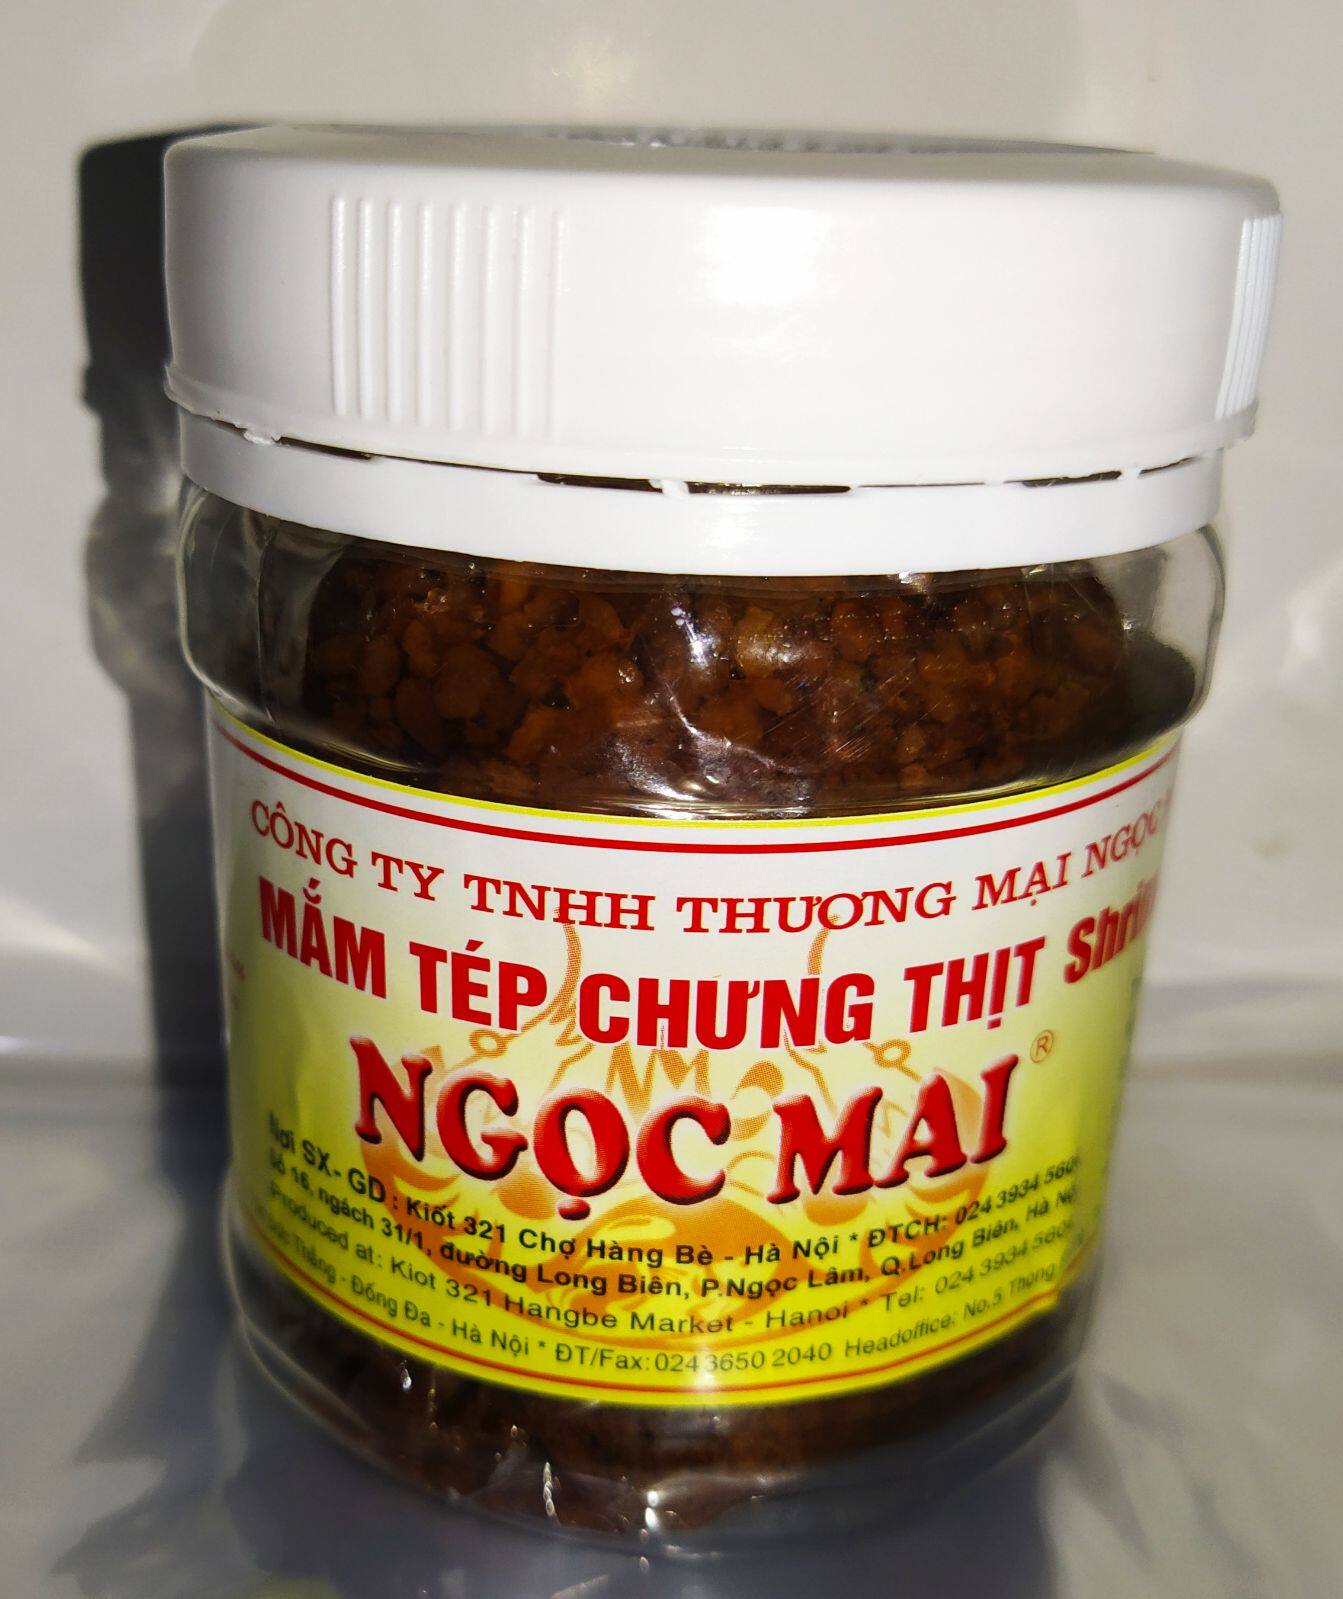 CÔNG TY TNHH THƯƠNG MẠI NGỌC
MẮM TÉP CHƯNG THỊT
NGỌC MAI ®
Nơi SX- GD : Kiốt 321 Chợ Hàng Bè - Hà Nội * ĐTCH: 024 3934 560
Số 16, ngách 31/1, đường Long Biên, P.Ngọc Lâm, Q.Long Biên, Hà
Produced at: Kiot 321 Hangbe Market - Hanoi * Tel: 024 3934 560
Thắng - Đống Đa - Hà Nội * ĐT/Fax: 024 3650 2040 Headoffice: No.5 Thong